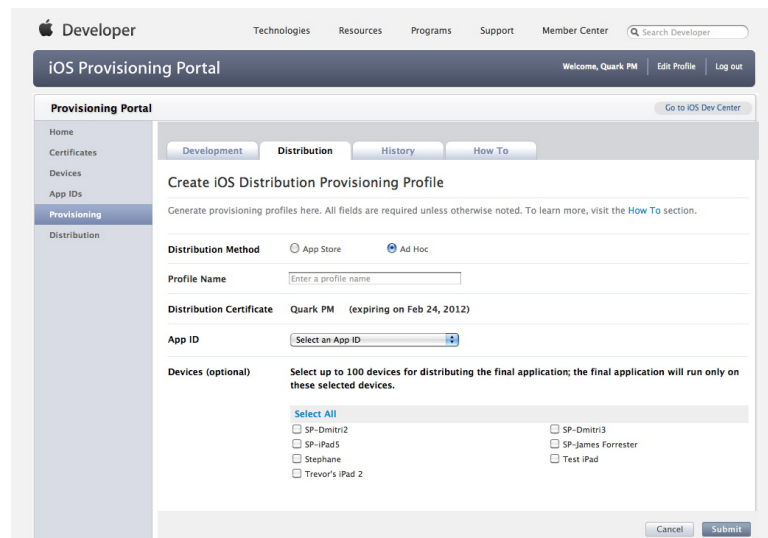 Developer
Technologies Resources Programs Support Member Center Search Developer
iOS Provisioning Portal
Welcome, Quark PM Edit Profile Log out
Provisioning Portal
Go to iOS Dev Center
Home
Certificates
Devices
App IDs
Provisioning
Distribution
Development Distribution History How To
Create iOS Distribution Provisioning Profile
Generate provisioning profiles here. All fields are required unless otherwise noted. To learn more, visit the How To section.
Distribution Method App Store Ad Hoc
Profile Name Enter a profile name
Distribution Certificate Quark PM (expiring on Feb 24, 2012)
App ID Select an App ID
Devices (optional) Select up to 100 devices for distributing the final application; the final application will run only on
these selected devices.
Select All
SP-Dmitri2 SP-Dmitri3
SP-iPad5 SP-James Forrester
Stephane Test iPad
Trevor's iPad 2
Cancel Submit